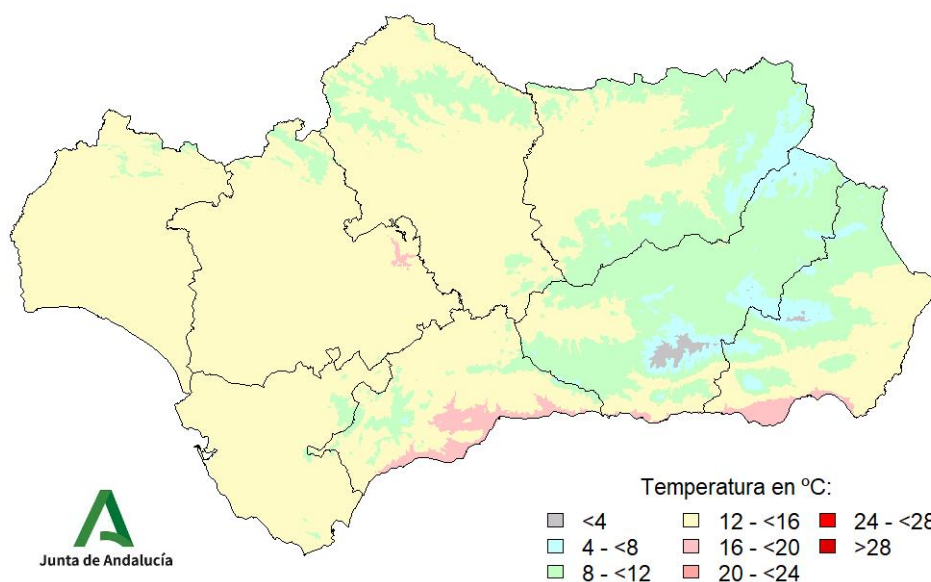 Temperatura en ºC:
<4
4 - <8
8 - <12
12 - <16
16 - <20
20 - <24
24 - <28
>28
Junta de Andalucía